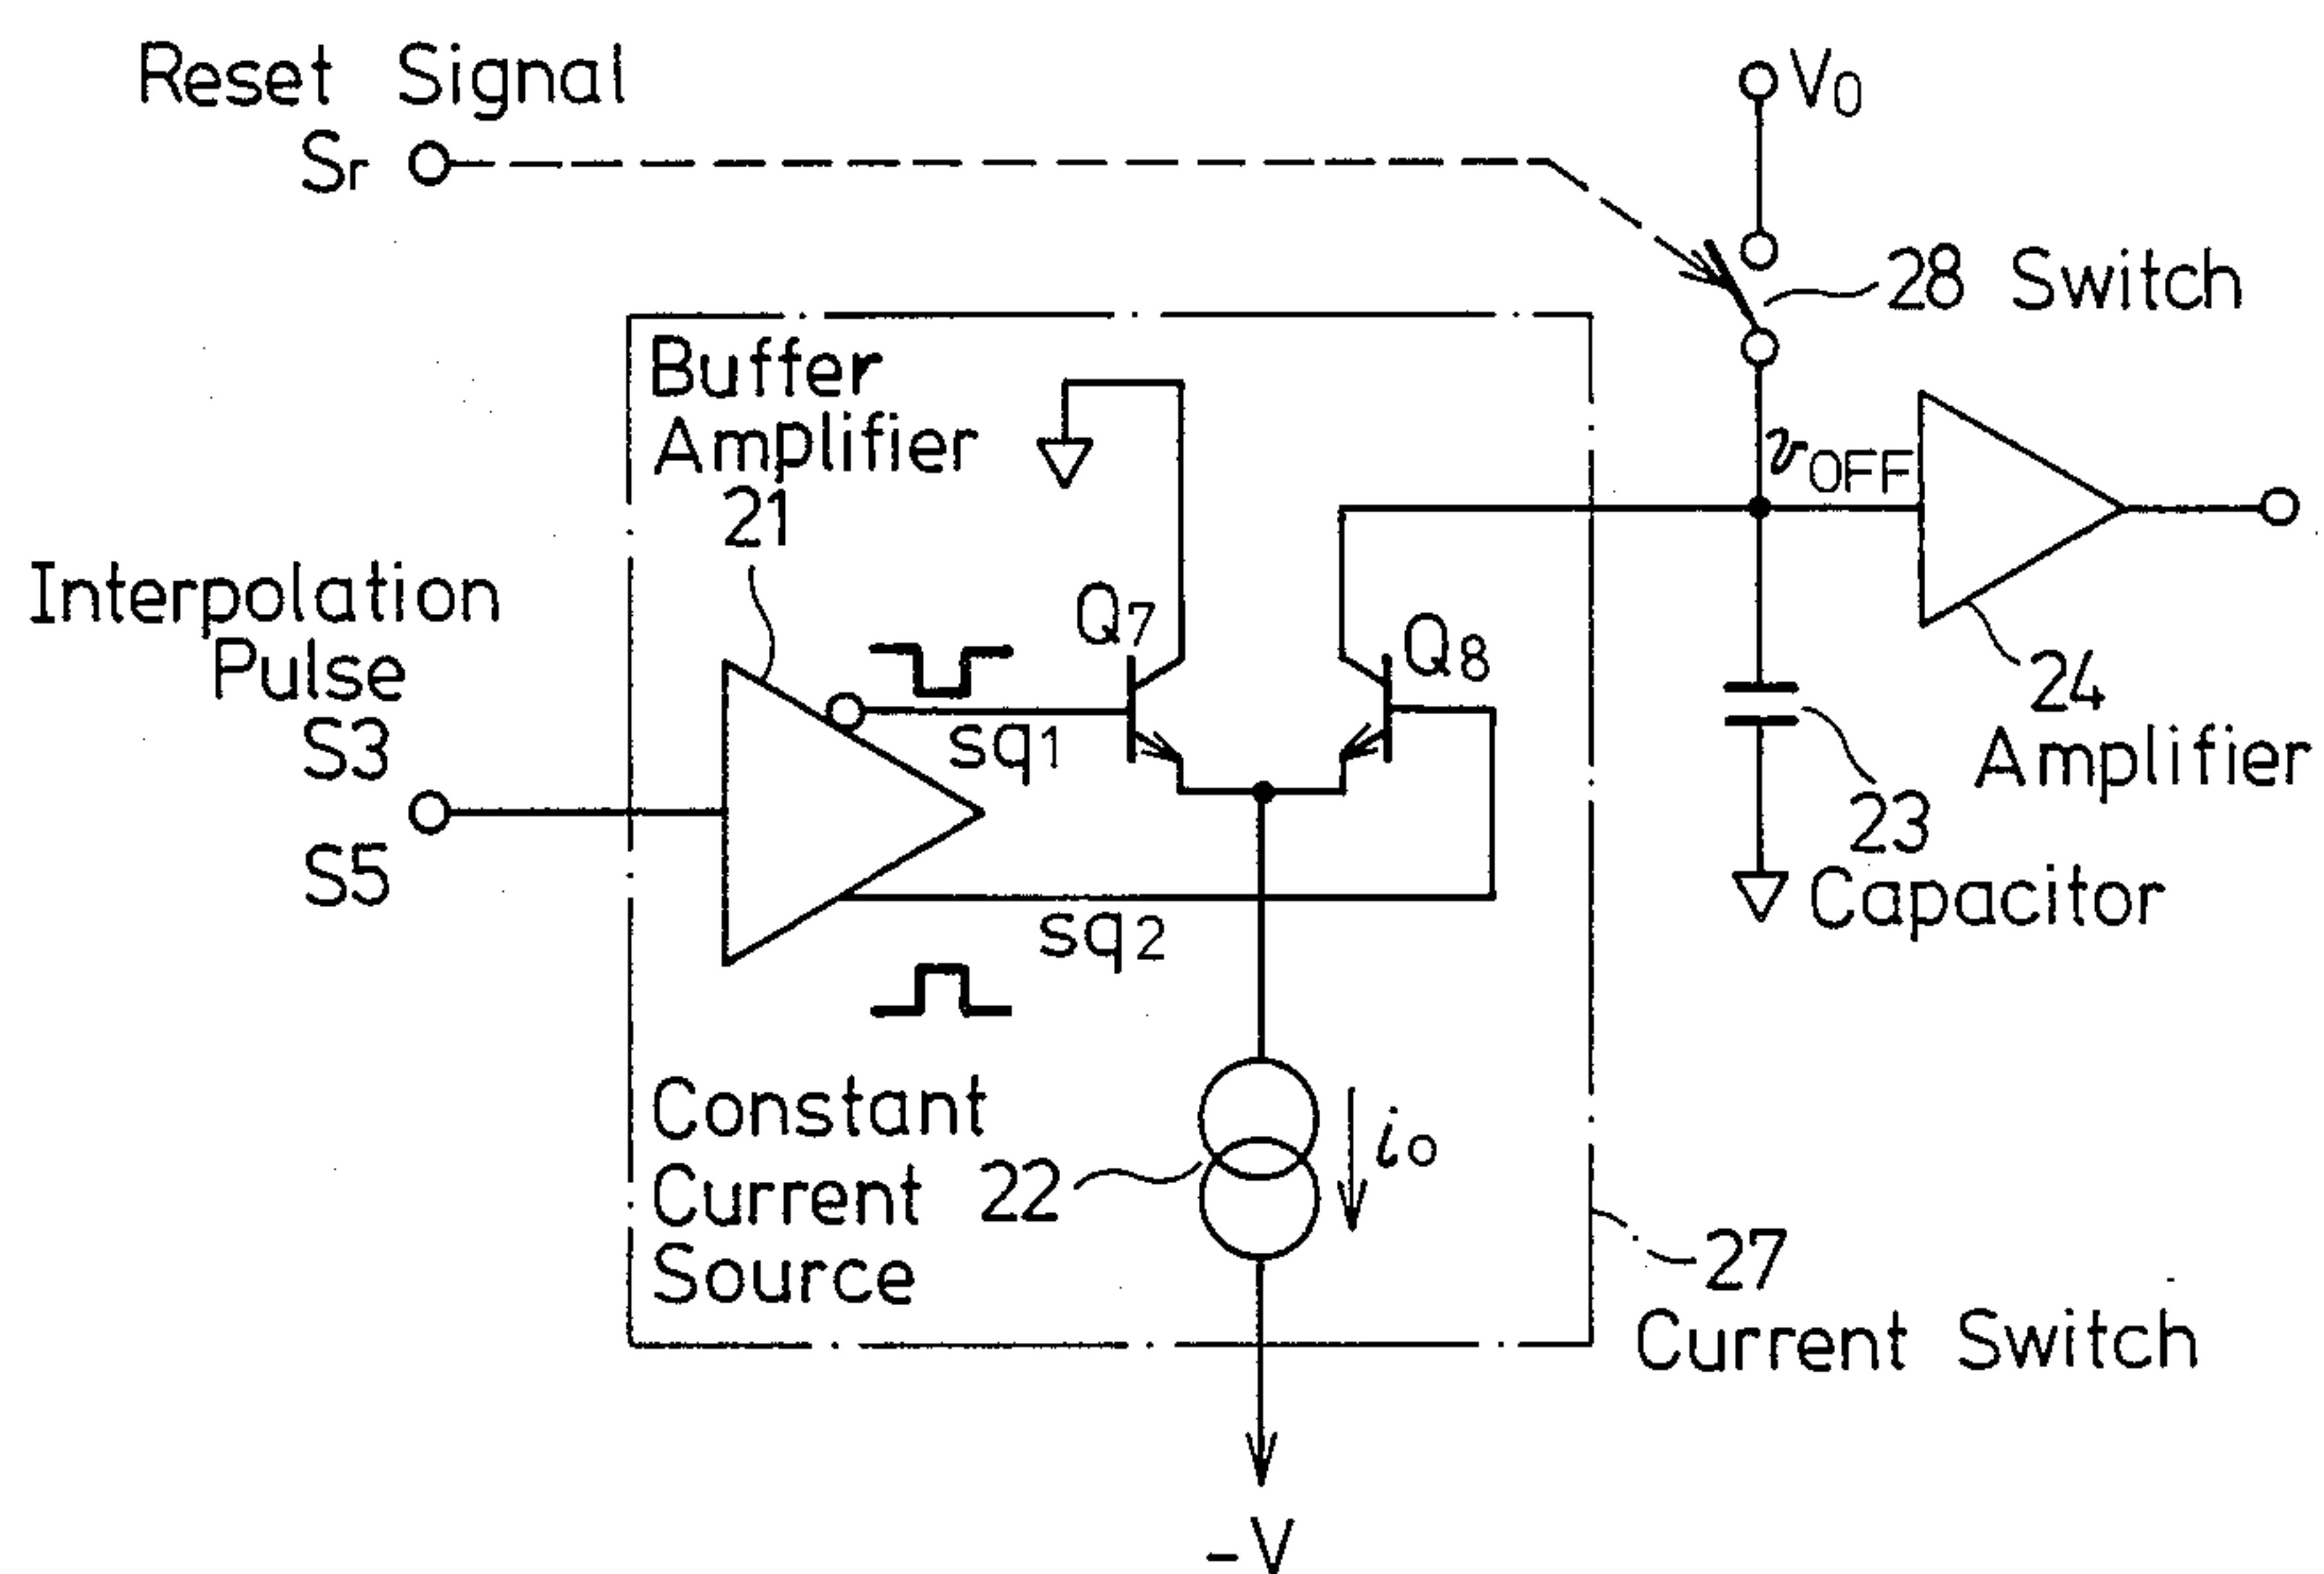 Reset Signal
Sr
V0
28 Switch
Buffer
Amplifier
21
vOFF
Interpolation
Pulse
S3
S5
Q7
Q8
sq1
sq2
24
Amplifier
23
Capacitor
Constant
Current 22
Source
io
27
Current Switch
-V